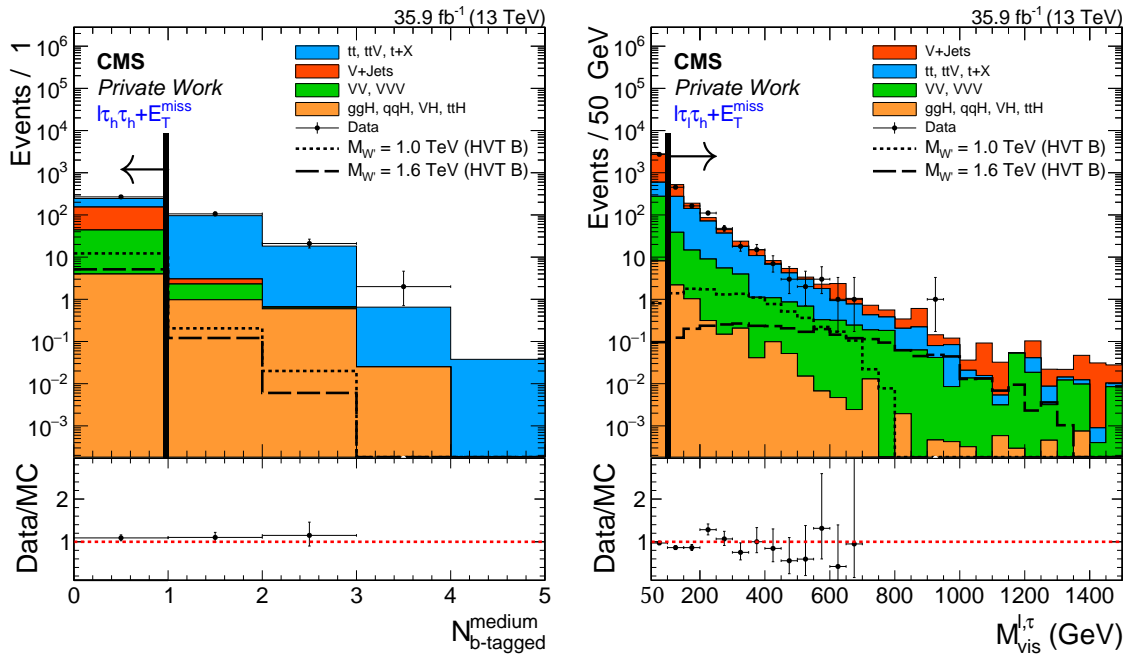 35.9 fb⁻¹ (13 TeV)
Events / 1
10⁶
10⁵
10⁴
10³
10²
10
1
10⁻¹
10⁻²
10⁻³
CMS
Private Work
lτₕτₕ+E_T^miss
tt, ttV, t+X
V+Jets
VV, VVV
ggH, qqH, VH, ttH
Data
M_W' = 1.0 TeV (HVT B)
M_W' = 1.6 TeV (HVT B)
Data/MC
2
1
0 1 2 3 4 5
N_b-tagged^medium
35.9 fb⁻¹ (13 TeV)
Events / 50 GeV
10⁶
10⁵
10⁴
10³
10²
10
1
10⁻¹
10⁻²
10⁻³
CMS
Private Work
lτₗτₕ+E_T^miss
V+Jets
tt, ttV, t+X
VV, VVV
ggH, qqH, VH, ttH
Data
M_W' = 1.0 TeV (HVT B)
M_W' = 1.6 TeV (HVT B)
Data/MC
2
1
50 200 400 600 800 1000 1200 1400
M_vis^l,τ (GeV)